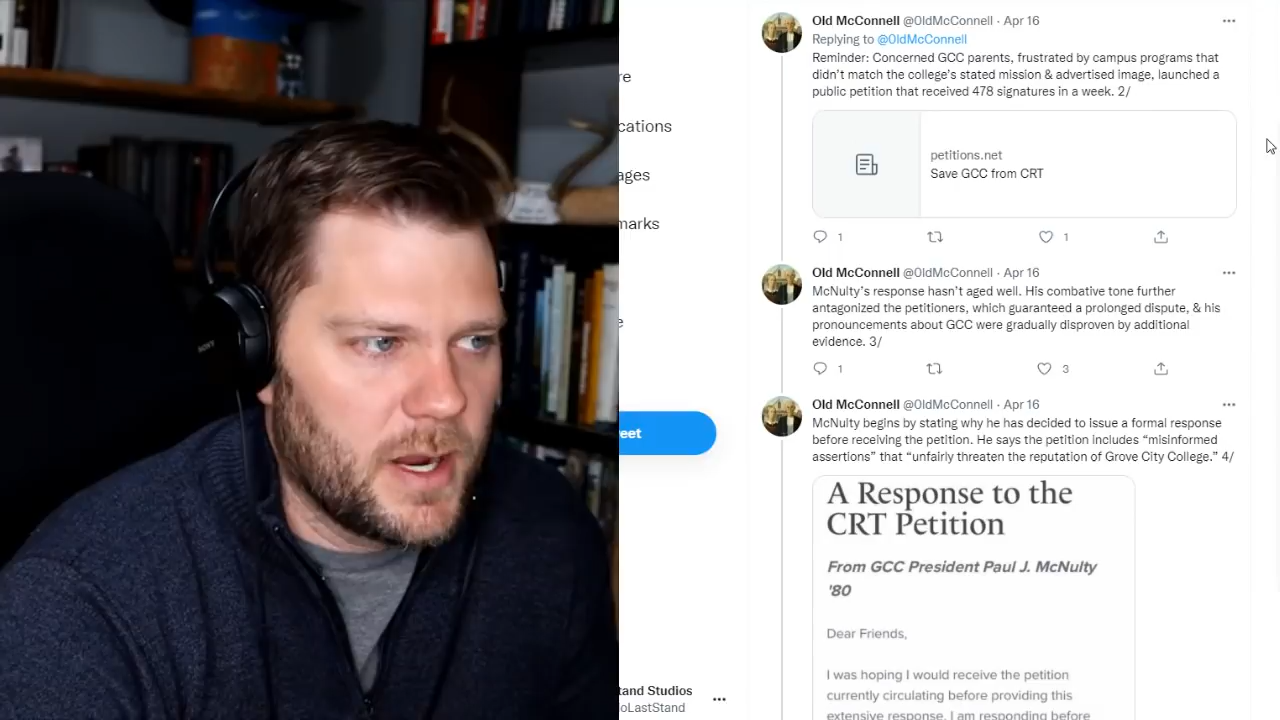 Old McConnell @OldMcConnell · Apr 16
Replying to @OldMcConnell
Reminder: Concerned GCC parents, frustrated by campus programs that
didn't match the college's stated mission & advertised image, launched a
public petition that received 478 signatures in a week. 2/
petitions.net
Save GCC from CRT
1
1
Old McConnell @OldMcConnell · Apr 16
McNulty's response hasn't aged well. His combative tone further
antagonized the petitioners, which guaranteed a prolonged dispute, & his
pronouncements about GCC were gradually disproven by additional
evidence. 3/
1
3
Old McConnell @OldMcConnell · Apr 16
McNulty begins by stating why he has decided to issue a formal response
before receiving the petition. He says the petition includes “misinformed
assertions” that “unfairly threaten the reputation of Grove City College.” 4/
A Response to the
CRT Petition
From GCC President Paul J. McNulty
'80
Dear Friends,
I was hoping I would receive the petition
currently circulating before providing this
extensive response. I am responding before
re
cations
ages
marks
e
eet
tand Studios
oLastStand
SONY